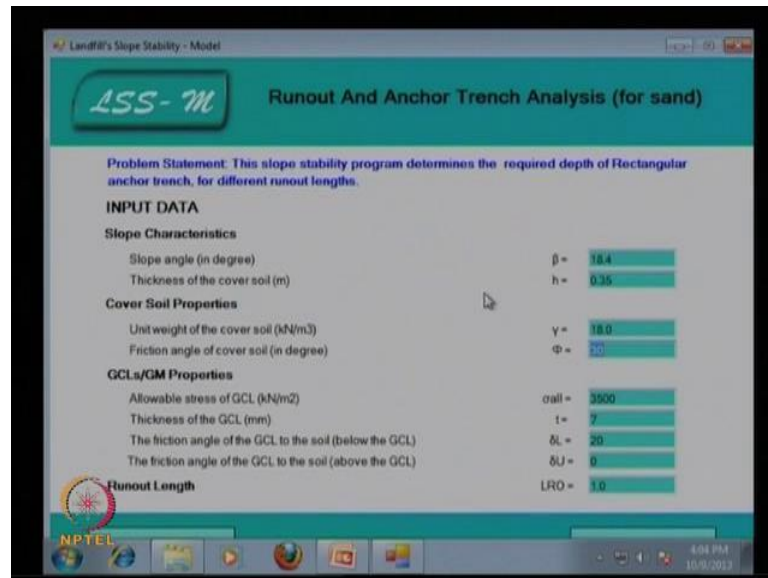 Landfill's Slope Stability - Model
LSS-M
Runout And Anchor Trench Analysis (for sand)
Problem Statement: This slope stability program determines the required depth of Rectangular
anchor trench, for different runout lengths.
INPUT DATA
Slope Characteristics
Slope angle (in degree) β = 18.4
Thickness of the cover soil (m) h = 0.35
Cover Soil Properties
Unit weight of the cover soil (kN/m3) γ = 18.0
Friction angle of cover soil (in degree) Φ =
GCLs/GM Properties
Allowable stress of GCL (kN/m2) σall = 3500
Thickness of the GCL (mm) t = 7
The friction angle of the GCL to the soil (below the GCL) δL = 20
The friction angle of the GCL to the soil (above the GCL) δU = 0
Runout Length LRO = 1.0
NPTEL
4:04 PM
10/9/2013